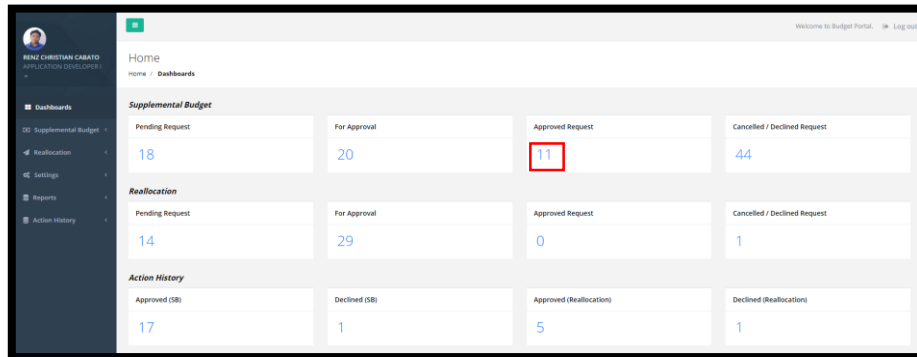 Welcome to Budget Portal. Log out
RENZ CHRISTIAN CABATO
APPLICATION DEVELOPER I
Home
Home / Dashboards
Dashboards
Supplemental Budget
Reallocation
Settings
Reports
Action History
Supplemental Budget
Pending Request
For Approval
Approved Request
Cancelled / Declined Request
18
20
11
44
Reallocation
Pending Request
For Approval
Approved Request
Cancelled / Declined Request
14
29
0
1
Action History
Approved (SB)
Declined (SB)
Approved (Reallocation)
Declined (Reallocation)
17
1
5
1